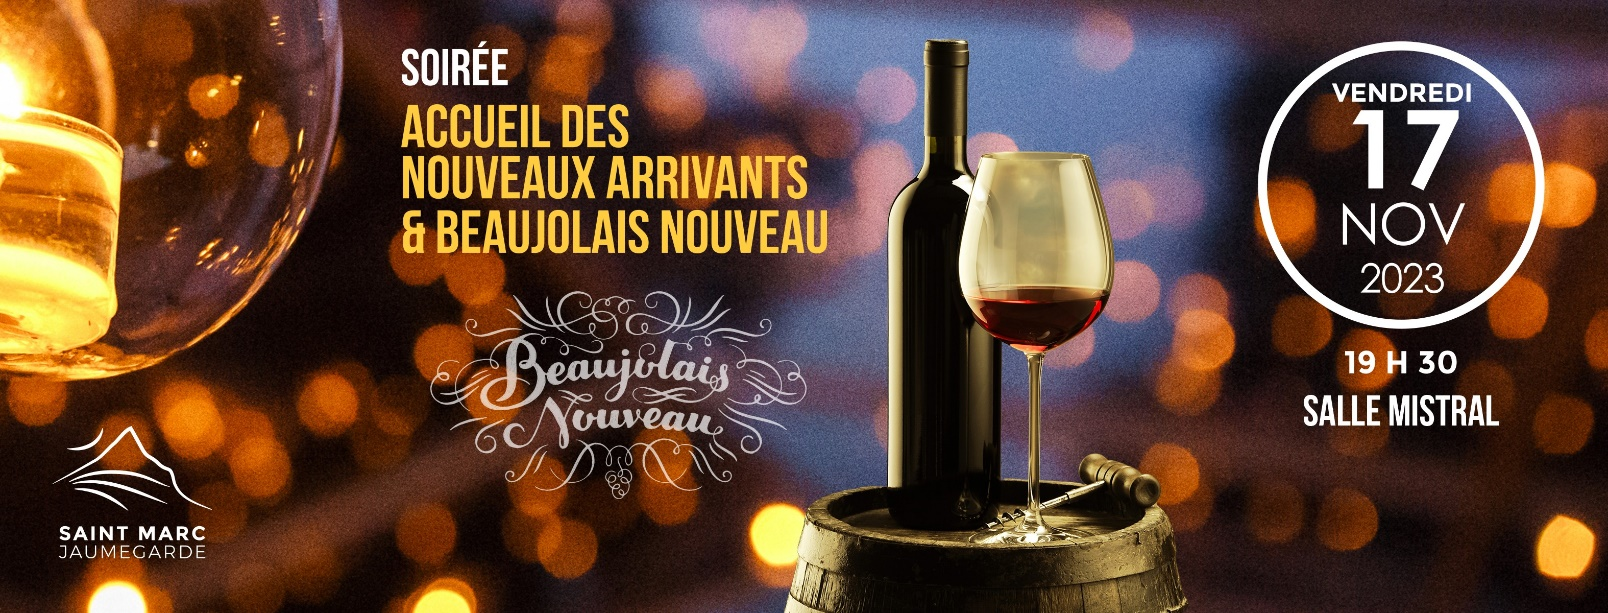 SOIRÉE
ACCUEIL DES
NOUVEAUX ARRIVANTS
& BEAUJOLAIS NOUVEAU
Beaujolais
Nouveau
SAINT MARC
JAUMEGARDE
VENDREDI
17
NOV
2023
19 H 30
SALLE MISTRAL